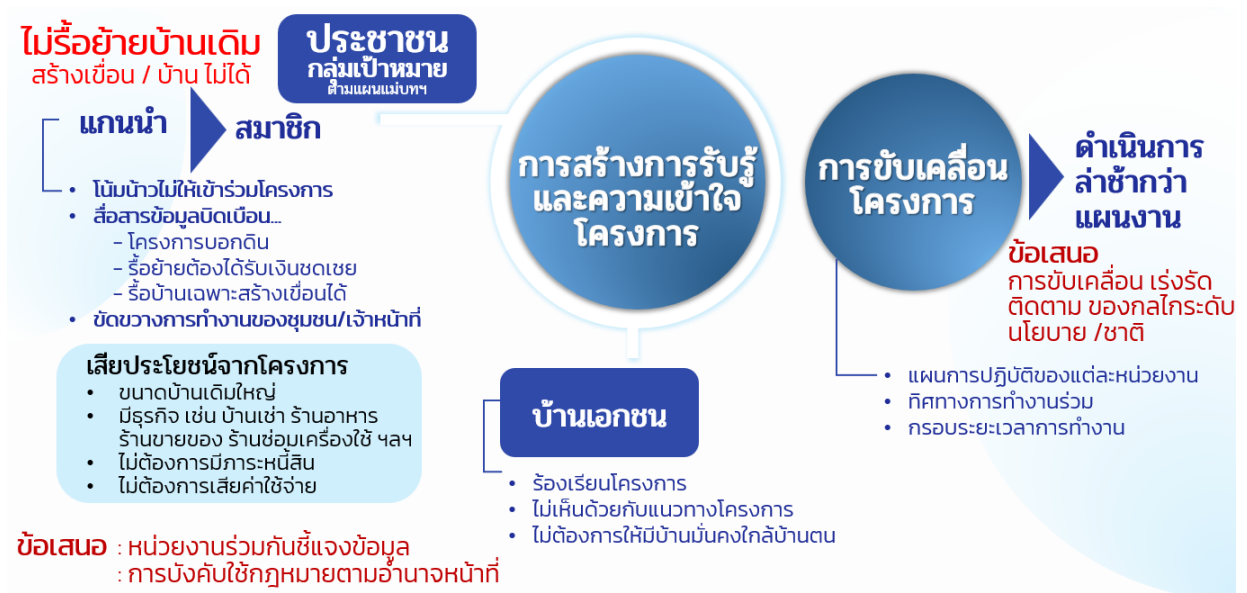 ไม่รื้อย้ายบ้านเดิม
สร้างเขื่อน / บ้าน ไม่ได้
ประชาชน
กลุ่มเป้าหมาย
ตามแผนแม่บทฯ
แกนนำ
สมาชิก
• โน้มน้าวไม่ให้เข้าร่วมโครงการ
• สื่อสารข้อมูลบิดเบือน...
– โครงการบอกดิน
– รื้อย้ายต้องได้รับเงินชดเชย
– รื้อบ้านเฉพาะสร้างเขื่อนได้
• ขัดขวางการทำงานของชุมชน/เจ้าหน้าที่
เสียประโยชน์จากโครงการ
• ขนาดบ้านเดิมใหญ่
• มีธุรกิจ เช่น บ้านเช่า ร้านอาหาร
ร้านขายของ ร้านซ่อมเครื่องใช้ ฯลฯ
• ไม่ต้องการมีภาระหนี้สิน
• ไม่ต้องการเสียค่าใช้จ่าย
ข้อเสนอ : หน่วยงานร่วมกันชี้แจงข้อมูล
: การบังคับใช้กฎหมายตามอำนาจหน้าที่
การสร้างการรับรู้
และความเข้าใจ
โครงการ
บ้านเอกชน
• ร้องเรียนโครงการ
• ไม่เห็นด้วยกับแนวทางโครงการ
• ไม่ต้องการให้มีบ้านมั่นคงใกล้บ้านตน
การขับเคลื่อน
โครงการ
ดำเนินการ
ล่าช้ากว่า
แผนงาน
ข้อเสนอ
การขับเคลื่อน เร่งรัด
ติดตาม ของกลไกระดับ
นโยบาย /ชาติ
• แผนการปฏิบัติของแต่ละหน่วยงาน
• ทิศทางการทำงานร่วม
• กรอบระยะเวลาการทำงาน